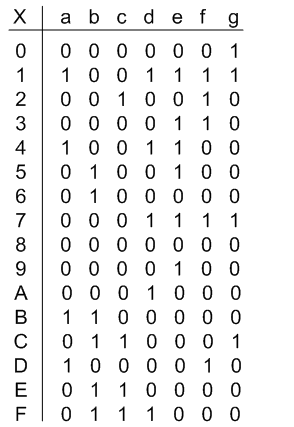 X a b c d e f g
0 0 0 0 0 0 0 1
1 1 0 0 1 1 1 1
2 0 0 1 0 0 1 0
3 0 0 0 0 1 1 0
4 1 0 0 1 1 0 0
5 0 1 0 0 1 0 0
6 0 1 0 0 0 0 0
7 0 0 0 1 1 1 1
8 0 0 0 0 0 0 0
9 0 0 0 0 1 0 0
A 0 0 0 1 0 0 0
B 1 1 0 0 0 0 0
C 0 1 1 0 0 0 1
D 1 0 0 0 0 1 0
E 0 1 1 0 0 0 0
F 0 1 1 1 0 0 0